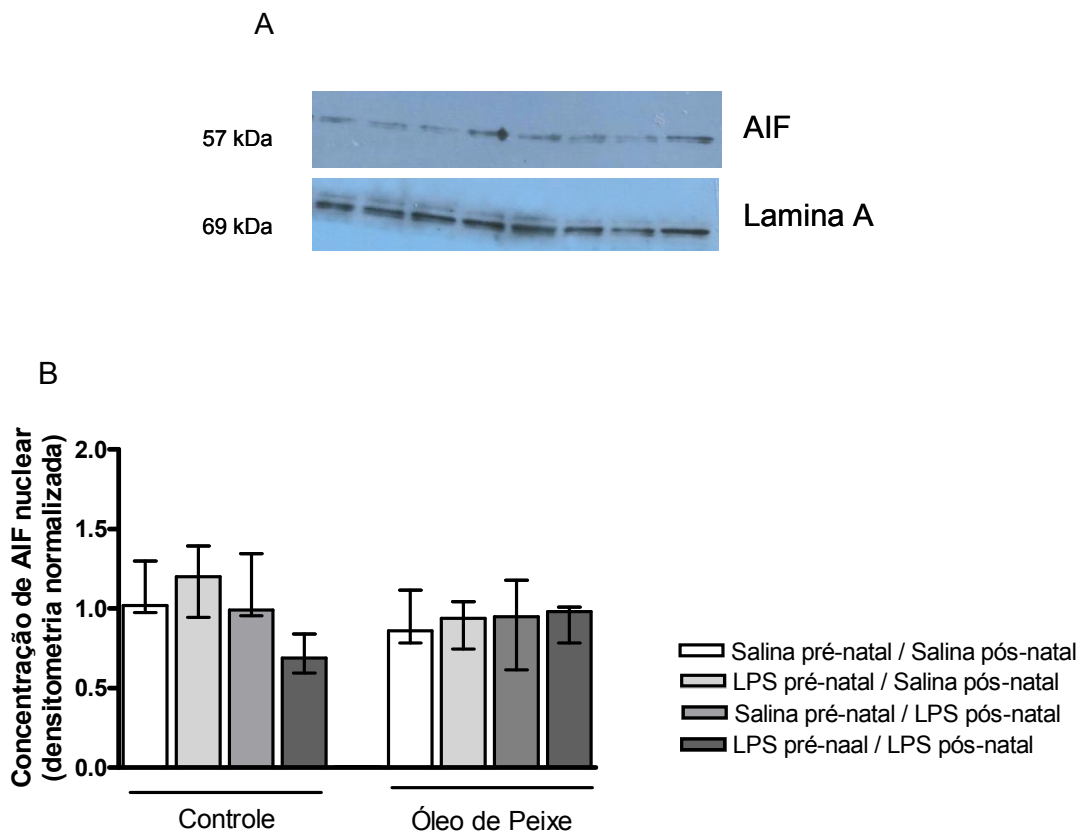 A
57 kDa
AIF
69 kDa
Lamina A
B
Concentração de AIF nuclear
(densitometria normalizada)
2.0
1.5
1.0
0.5
0.0
Controle
Óleo de Peixe
Salina pré-natal / Salina pós-natal
LPS pré-natal / Salina pós-natal
Salina pré-natal / LPS pós-natal
LPS pré-naal / LPS pós-natal